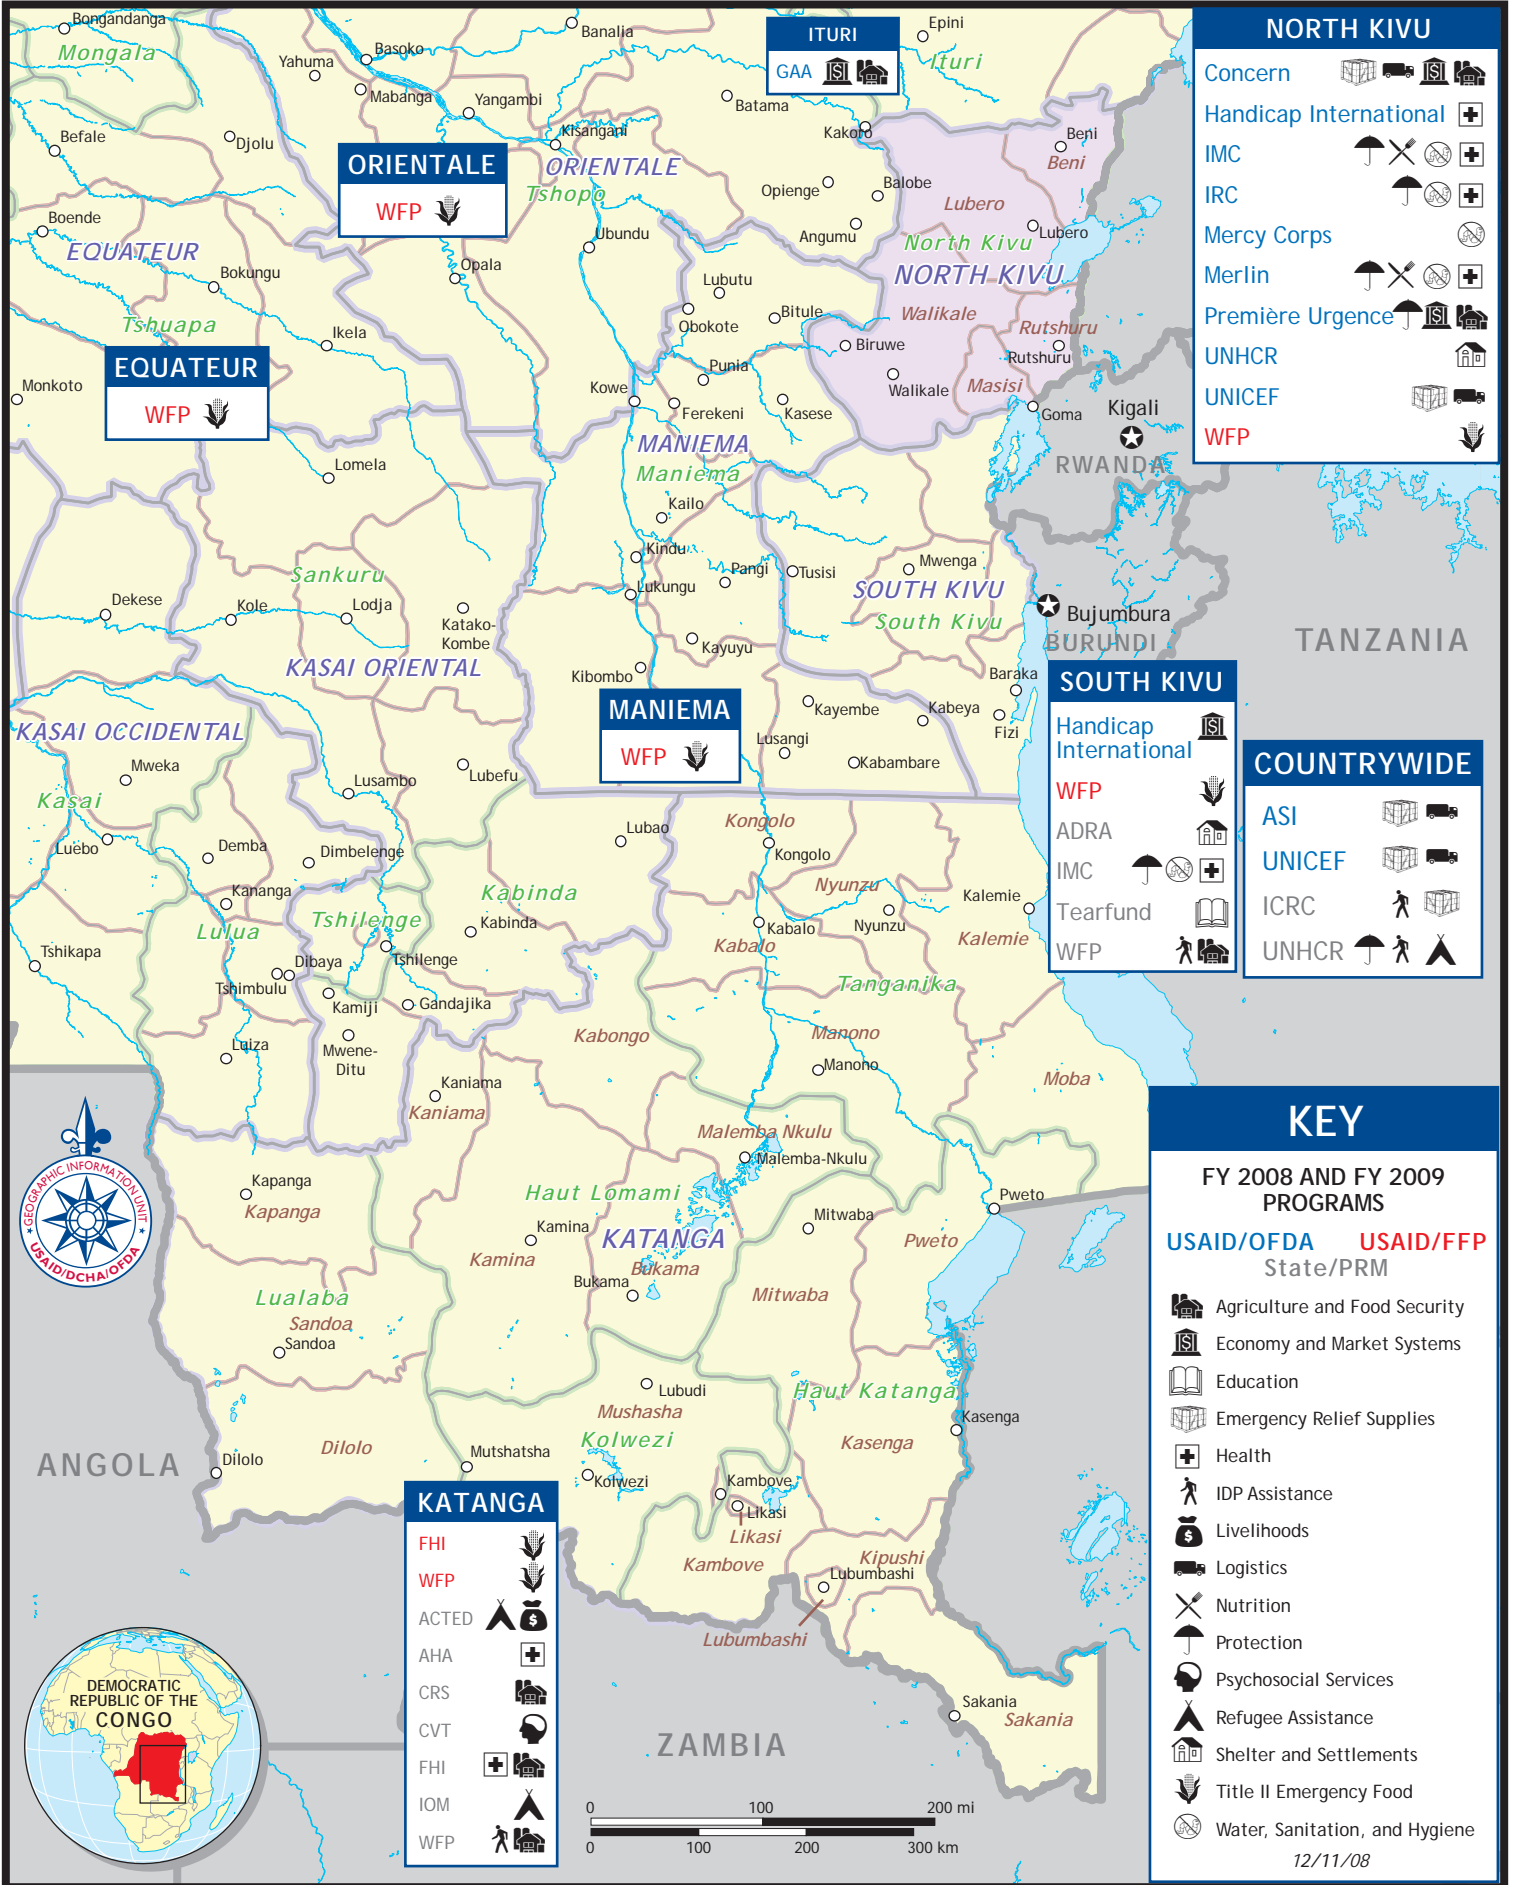 Bongandanga
Mongala
Yahuma
Basoko
Mabanga
Banalia
ITURI
GAA
Epini
Ituri
NORTH KIVU
Concern
Handicap International
IMC
IRC
Mercy Corps
Merlin
Première Urgence
UNHCR
UNICEF
WFP
Befale
Djolu
Yangambi
Kisangani
Batama
Kakoro
Beni
Beni
ORIENTALE
WFP
ORIENTALE
Tshopo
Opienge
Balobe
Lubero
Boende
EQUATEUR
Bokungu
Ubundu
Angumu
North Kivu
Lubero
NORTH KIVU
Opala
Lubutu
Tshuapa
Ikela
Obokote
Bitule
Walikale
Rutshuru
Biruwe
Rutshuru
EQUATEUR
WFP
Monkoto
Kowe
Punia
Ferekeni
Kasese
Walikale
Masisi
Goma
Kigali
RWANDA
MANIEMA
Maniema
Lomela
Kailo
Kindu
Sankuru
Lukungu
Pangi
Tusisi
Mwenga
SOUTH KIVU
South Kivu
Bujumbura
BURUNDI
TANZANIA
Dekese
Kole
Lodja
Katako-
Kombe
Kayuyu
KASAI ORIENTAL
Kibombo
Baraka
MANIEMA
WFP
Kayembe
Kabeya
Fizi
Lusangi
Kabambare
SOUTH KIVU
Handicap
International
WFP
ADRA
IMC
Tearfund
WFP
COUNTRYWIDE
ASI
UNICEF
ICRC
UNHCR
KASAI OCCIDENTAL
Mweka
Kasai
Lusambo
Lubefu
Luebo
Demba
Dimbelenge
Lubao
Kongolo
Kongolo
Kananga
Kabinda
Nyunzu
Kalemie
Tshilenge
Lulua
Kabinda
Kabalo
Kabalo
Nyunzu
Kalemie
Tshikapa
Dibaya
Tshilenge
Tshimbulu
Kamiji
Gandajika
Tanganika
Kabongo
Manono
Luiza
Mwene-
Ditu
Manono
Kaniama
Kaniama
Moba
Malemba Nkulu
Malemba-Nkulu
GEOGRAPHIC INFORMATION UNIT
USAID/DCHA/OFDA
Kapanga
Kapanga
Haut Lomami
Kamina
Kamina
KATANGA
Mitwaba
Pweto
Pweto
Bukama
Bukama
Mitwaba
Lualaba
Sandoa
Sandoa
Lubudi
Mushasha
Haut Katanga
Kasenga
Kolwezi
Kasenga
ANGOLA
Dilolo
Dilolo
Mutshatsha
Kolwezi
Kambove
Likasi
Likasi
Kambove
Kipushi
Lubumbashi
Lubumbashi
KATANGA
FHI
WFP
ACTED
AHA
CRS
CVT
FHI
IOM
WFP
Sakania
Sakania
ZAMBIA
DEMOCRATIC
REPUBLIC OF THE
CONGO
0 100 200 mi
0 100 200 300 km
KEY
FY 2008 AND FY 2009
PROGRAMS
USAID/OFDA USAID/FFP
State/PRM
Agriculture and Food Security
Economy and Market Systems
Education
Emergency Relief Supplies
Health
IDP Assistance
Livelihoods
Logistics
Nutrition
Protection
Psychosocial Services
Refugee Assistance
Shelter and Settlements
Title II Emergency Food
Water, Sanitation, and Hygiene
12/11/08